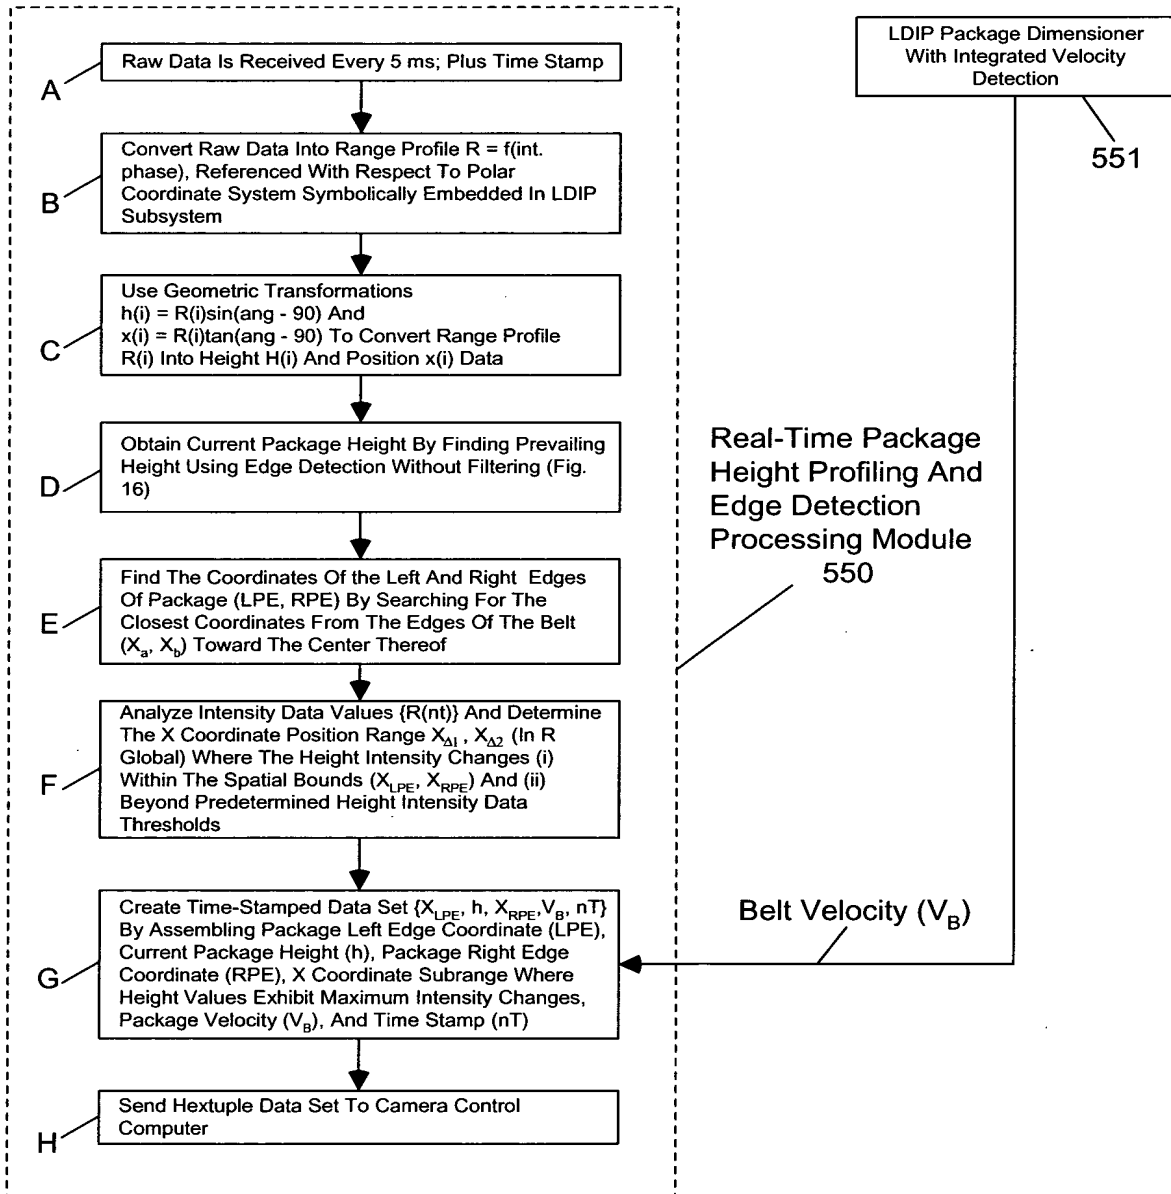 A
Raw Data Is Received Every 5 ms; Plus Time Stamp
B
Convert Raw Data Into Range Profile R = f(int.
phase), Referenced With Respect To Polar
Coordinate System Symbolically Embedded In LDIP
Subsystem
C
Use Geometric Transformations
h(i) = R(i)sin(ang - 90) And
x(i) = R(i)tan(ang - 90) To Convert Range Profile
R(i) Into Height H(i) And Position x(i) Data
D
Obtain Current Package Height By Finding Prevailing
Height Using Edge Detection Without Filtering (Fig.
16)
E
Find The Coordinates Of the Left And Right Edges
Of Package (LPE, RPE) By Searching For The
Closest Coordinates From The Edges Of The Belt
(Xa, Xb) Toward The Center Thereof
F
Analyze Intensity Data Values {R(nt)} And Determine
The X Coordinate Position Range XΔ1 , XΔ2 (In R
Global) Where The Height Intensity Changes (i)
Within The Spatial Bounds (XLPE, XRPE) And (ii)
Beyond Predetermined Height Intensity Data
Thresholds
G
Create Time-Stamped Data Set {XLPE, h, XRPE,VB, nT}
By Assembling Package Left Edge Coordinate (LPE),
Current Package Height (h), Package Right Edge
Coordinate (RPE), X Coordinate Subrange Where
Height Values Exhibit Maximum Intensity Changes,
Package Velocity (VB), And Time Stamp (nT)
H
Send Hextuple Data Set To Camera Control
Computer
LDIP Package Dimensioner
With Integrated Velocity
Detection
551
Real-Time Package
Height Profiling And
Edge Detection
Processing Module
550
Belt Velocity (VB)